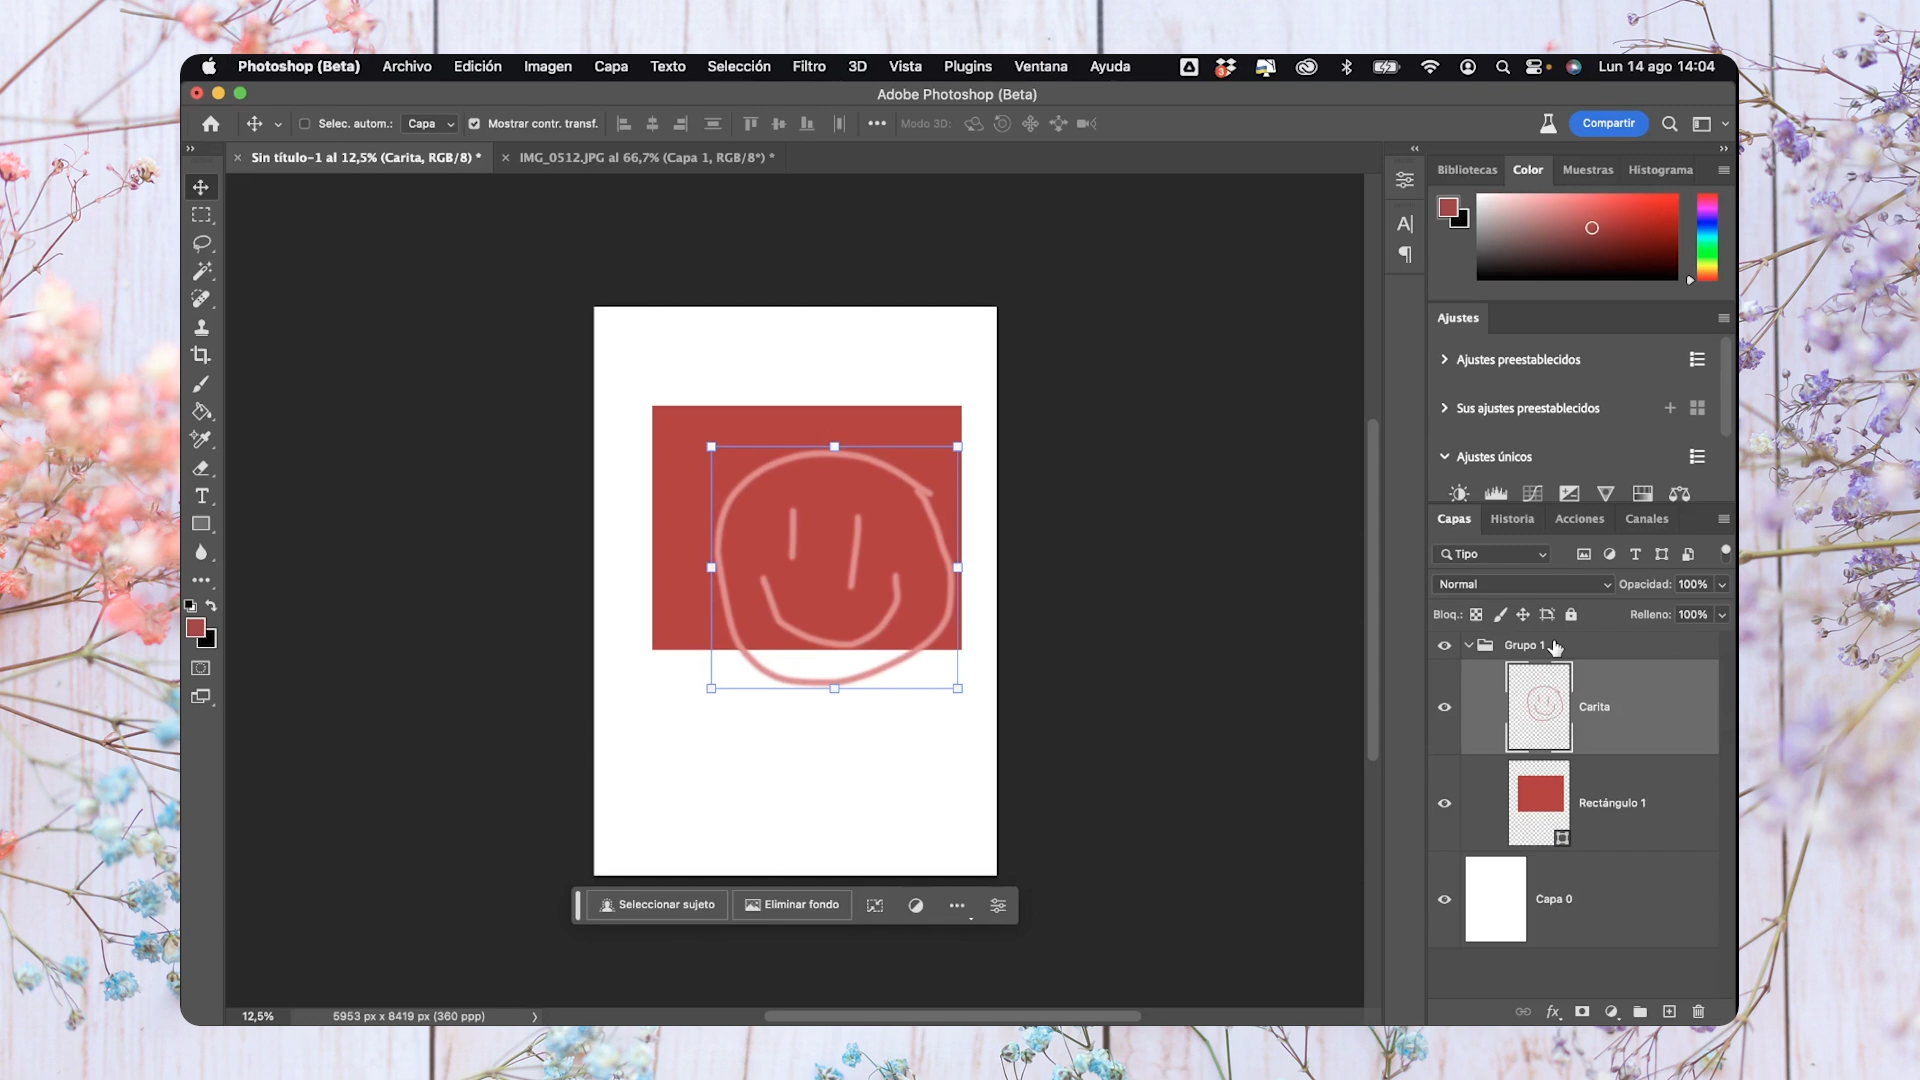 Photoshop (Beta) Archivo Edición Imagen Capa Texto Selección Filtro 3D Vista Plugins Ventana Ayuda 3 Lun 14 ago 14:04
Adobe Photoshop (Beta)
Selec. autom.: Capa Mostrar contr. transf. Modo 3D: Compartir
Sin título-1 al 12,5% (Carita, RGB/8) * IMG_0512.JPG al 66,7% (Capa 1, RGB/8*) *
Bibliotecas Color Muestras Histograma
Ajustes
Ajustes preestablecidos
Sus ajustes preestablecidos
Ajustes únicos
Capas Historia Acciones Canales
Tipo
Normal Opacidad: 100%
Bloq.: Relleno: 100%
Grupo 1
Carita
Rectángulo 1
Capa 0
Seleccionar sujeto Eliminar fondo
12,5% 5953 px x 8419 px (360 ppp)
fx